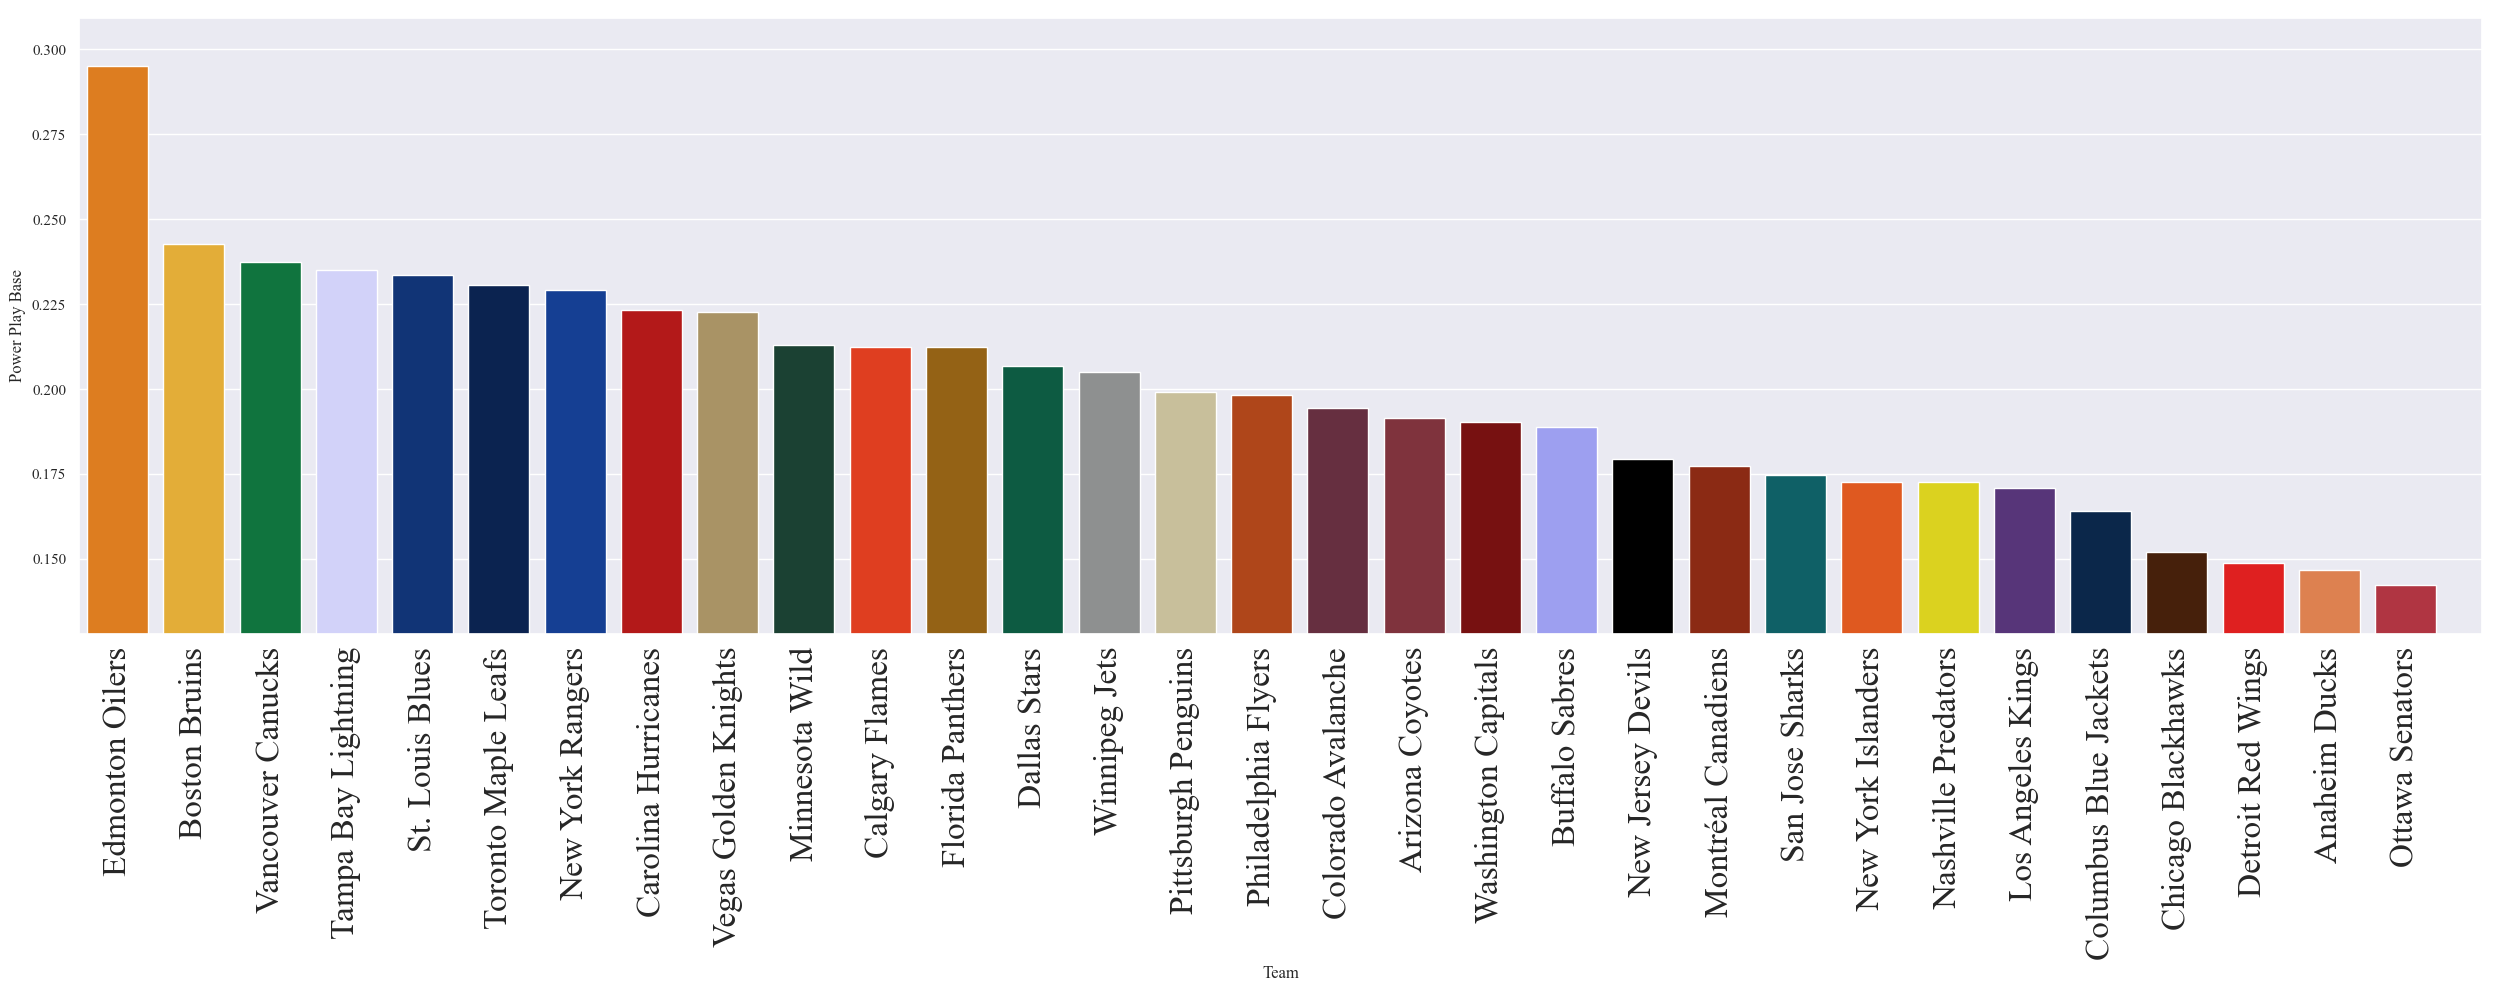 0.300
0.275
0.250
0.225
0.200
0.175
0.150
Power Play Base
Edmonton Oilers
Boston Bruins
Vancouver Canucks
Tampa Bay Lightning
St. Louis Blues
Toronto Maple Leafs
New York Rangers
Carolina Hurricanes
Vegas Golden Knights
Minnesota Wild
Calgary Flames
Florida Panthers
Dallas Stars
Winnipeg Jets
Pittsburgh Penguins
Philadelphia Flyers
Colorado Avalanche
Arizona Coyotes
Washington Capitals
Buffalo Sabres
New Jersey Devils
Montréal Canadiens
San Jose Sharks
New York Islanders
Nashville Predators
Los Angeles Kings
Columbus Blue Jackets
Chicago Blackhawks
Detroit Red Wings
Anaheim Ducks
Ottawa Senators
Team